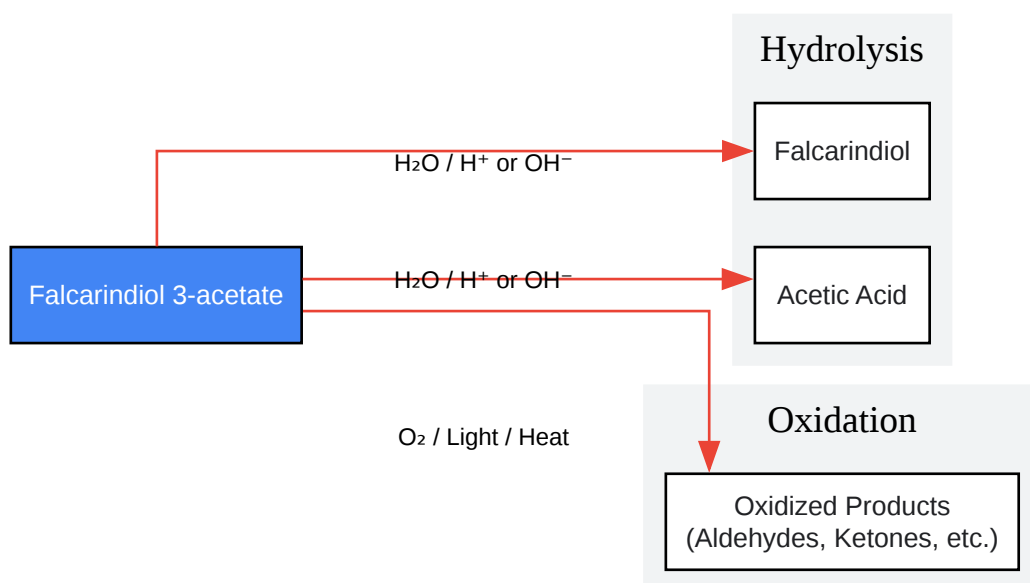 Hydrolysis
Falcarindiol
H₂O / H⁺ or OH⁻
Falcarindiol 3-acetate
H₂O / H⁺ or OH⁻
Acetic Acid
Oxidation
O₂ / Light / Heat
Oxidized Products
(Aldehydes, Ketones, etc.)